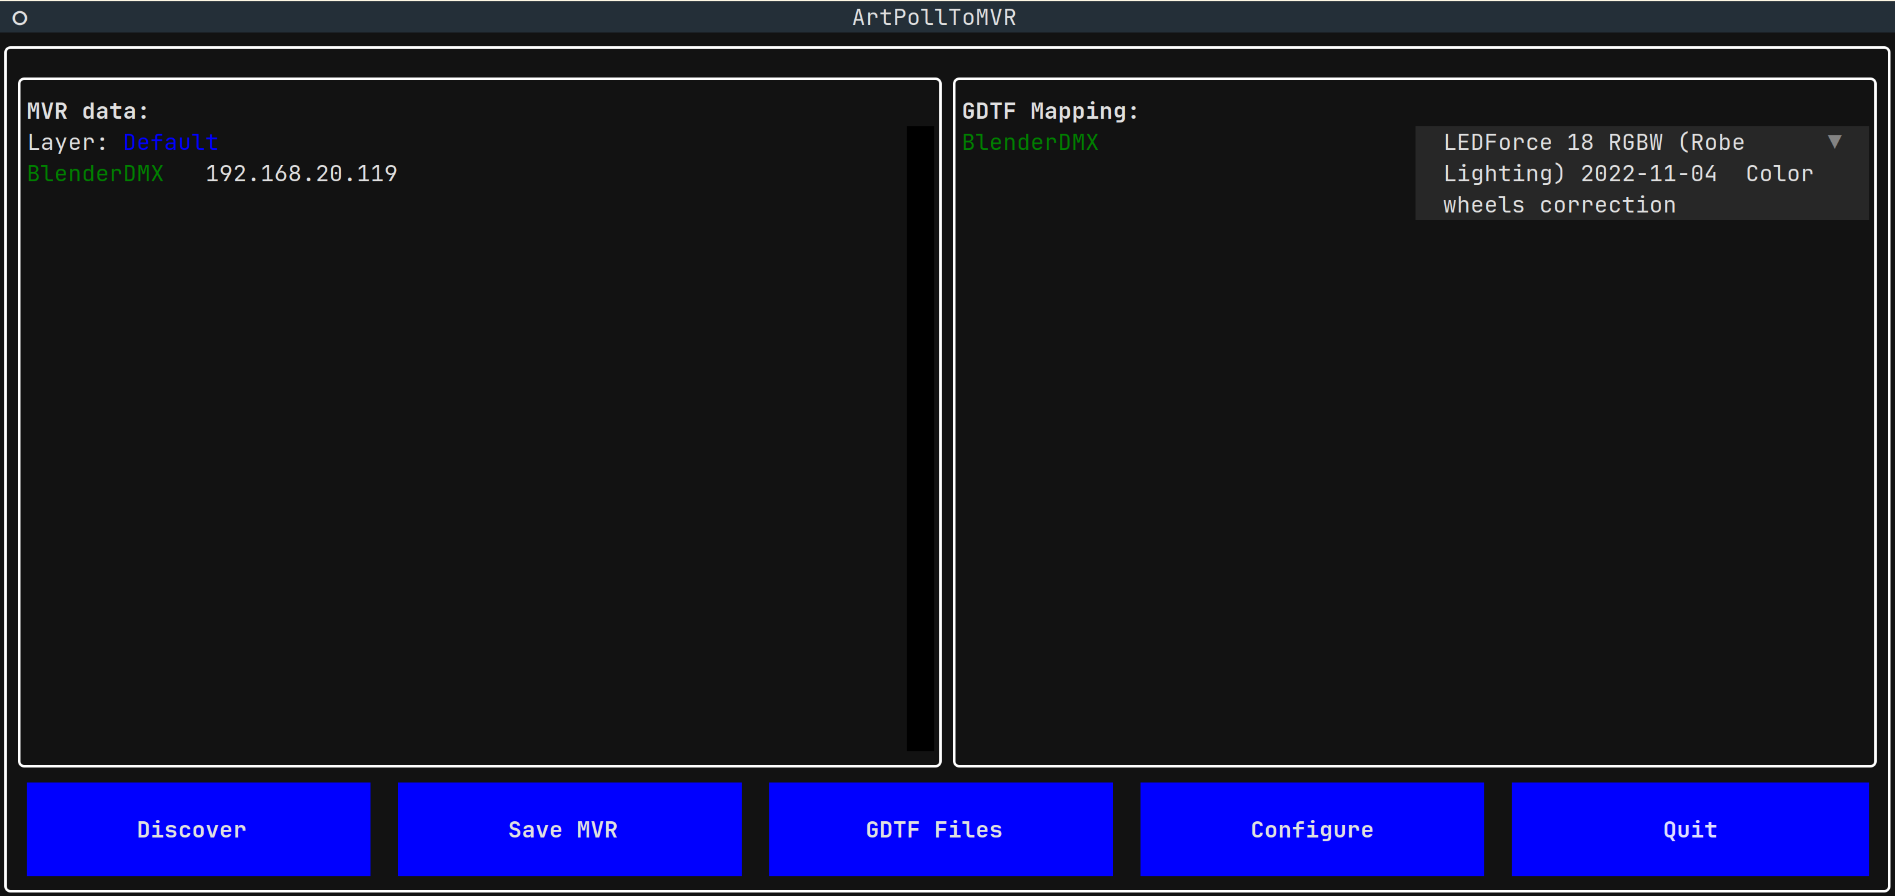 ArtPollToMVR
MVR data:
Layer: Default
BlenderDMX 192.168.20.119
GDTF Mapping:
BlenderDMX
LEDForce 18 RGBW (Robe
Lighting) 2022-11-04 Color
wheels correction
Discover
Save MVR
GDTF Files
Configure
Quit